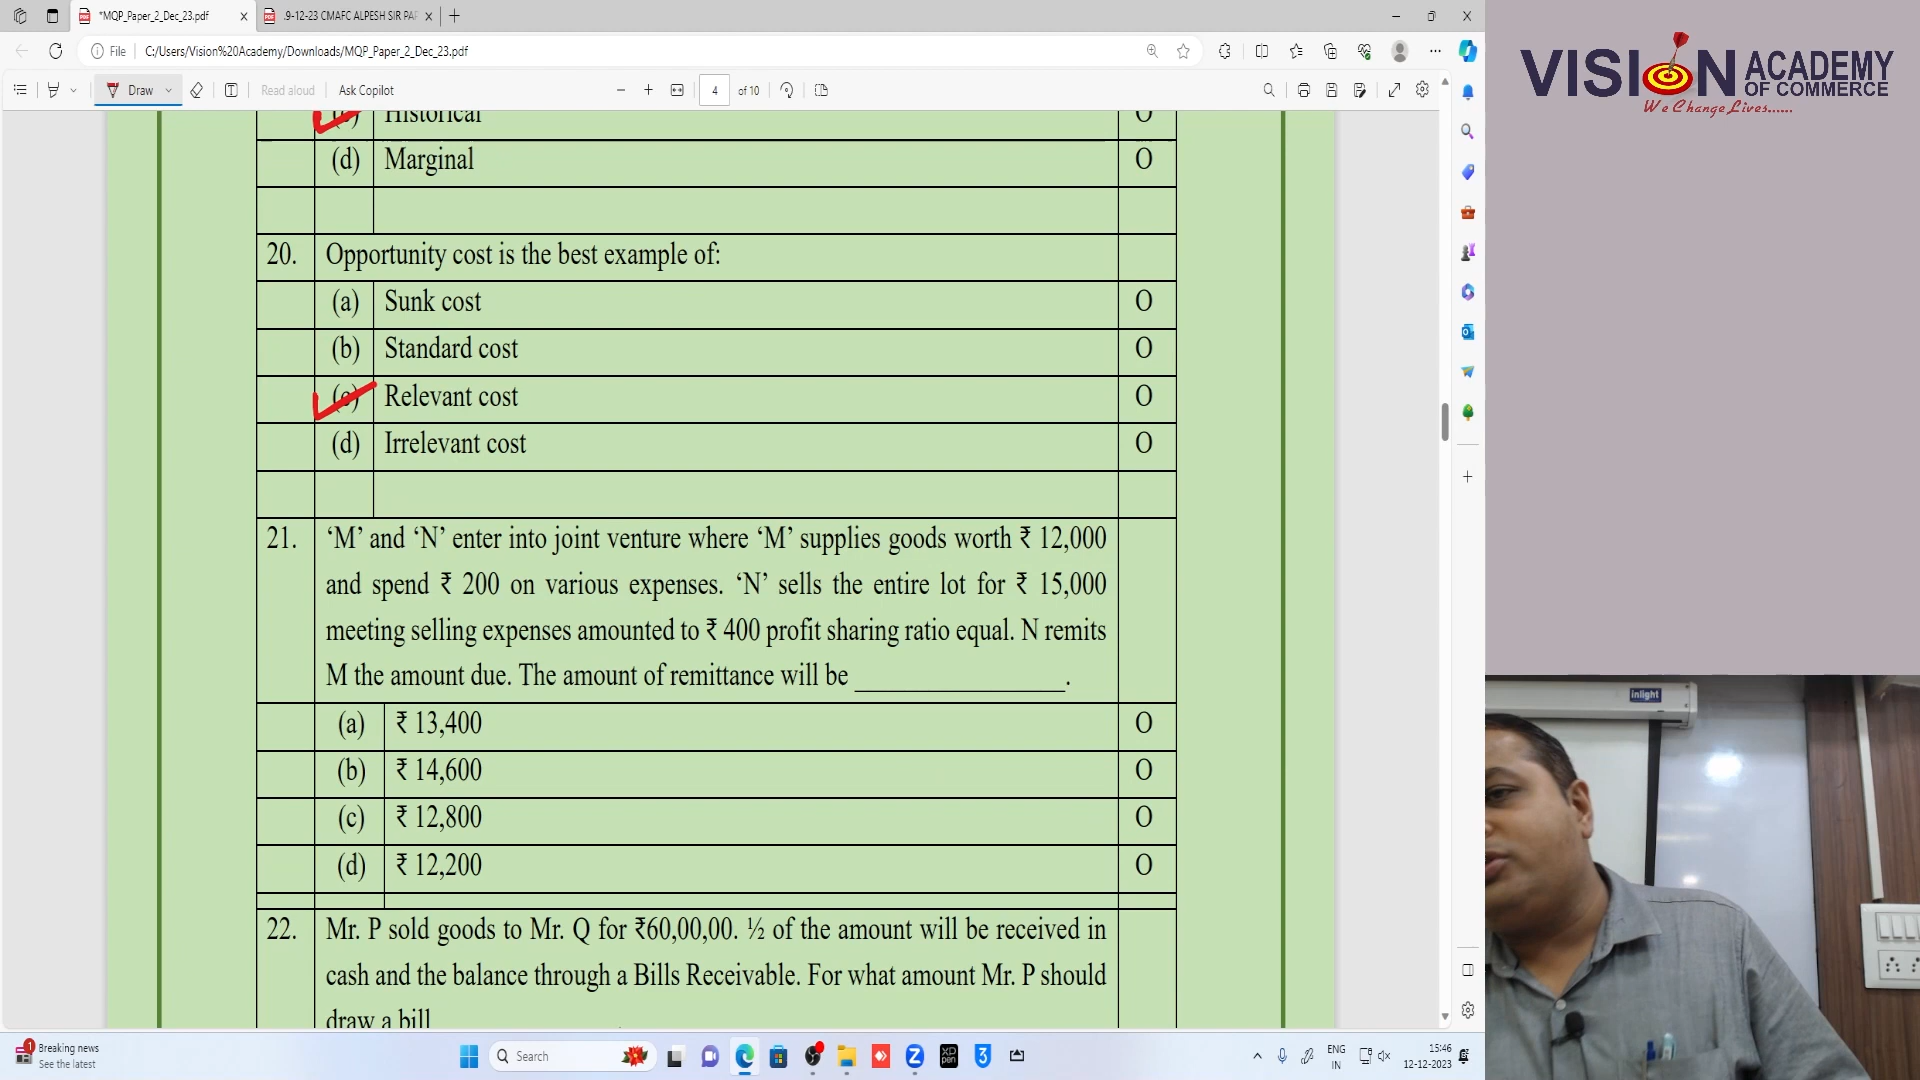 *MQP_Paper_2_Dec_23.pdf
.9-12-23 CMAFC ALPESH SIR PAP
File
C:/Users/Vision%20Academy/Downloads/MQP_Paper_2_Dec_23.pdf
Draw
Read aloud
Ask Copilot
4 of 10
VISION ACADEMY
OF COMMERCE
We Change Lives......
Historical O
(d) Marginal O
20. Opportunity cost is the best example of:
(a) Sunk cost O
(b) Standard cost O
(c) Relevant cost O
(d) Irrelevant cost O
21. ‘M’ and ‘N’ enter into joint venture where ‘M’ supplies goods worth ₹ 12,000
and spend ₹ 200 on various expenses. ‘N’ sells the entire lot for ₹ 15,000
meeting selling expenses amounted to ₹ 400 profit sharing ratio equal. N remits
M the amount due. The amount of remittance will be _______________.
(a) ₹ 13,400 O
(b) ₹ 14,600 O
(c) ₹ 12,800 O
(d) ₹ 12,200 O
22. Mr. P sold goods to Mr. Q for ₹60,00,00. ½ of the amount will be received in
cash and the balance through a Bills Receivable. For what amount Mr. P should
draw a bill
inlight
1
Breaking news
See the latest
Search
xp
pen
3
ENG
IN
15:46
12-12-2023